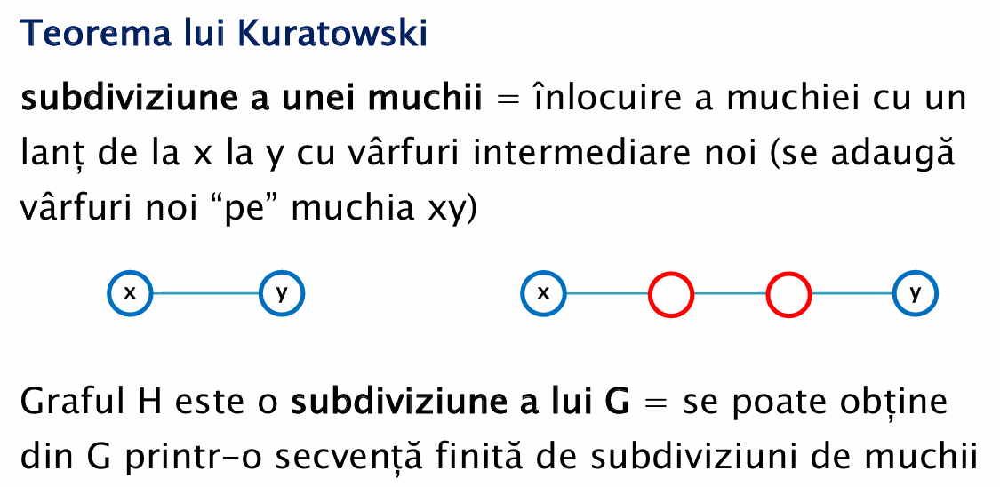 Teorema lui Kuratowski
subdiviziune a unei muchii = înlocuire a muchiei cu un
lanț de la x la y cu vârfuri intermediare noi (se adaugă
vârfuri noi “pe” muchia xy)
x y x y
Graful H este o subdiviziune a lui G = se poate obține
din G printr-o secvență finită de subdiviziuni de muchii